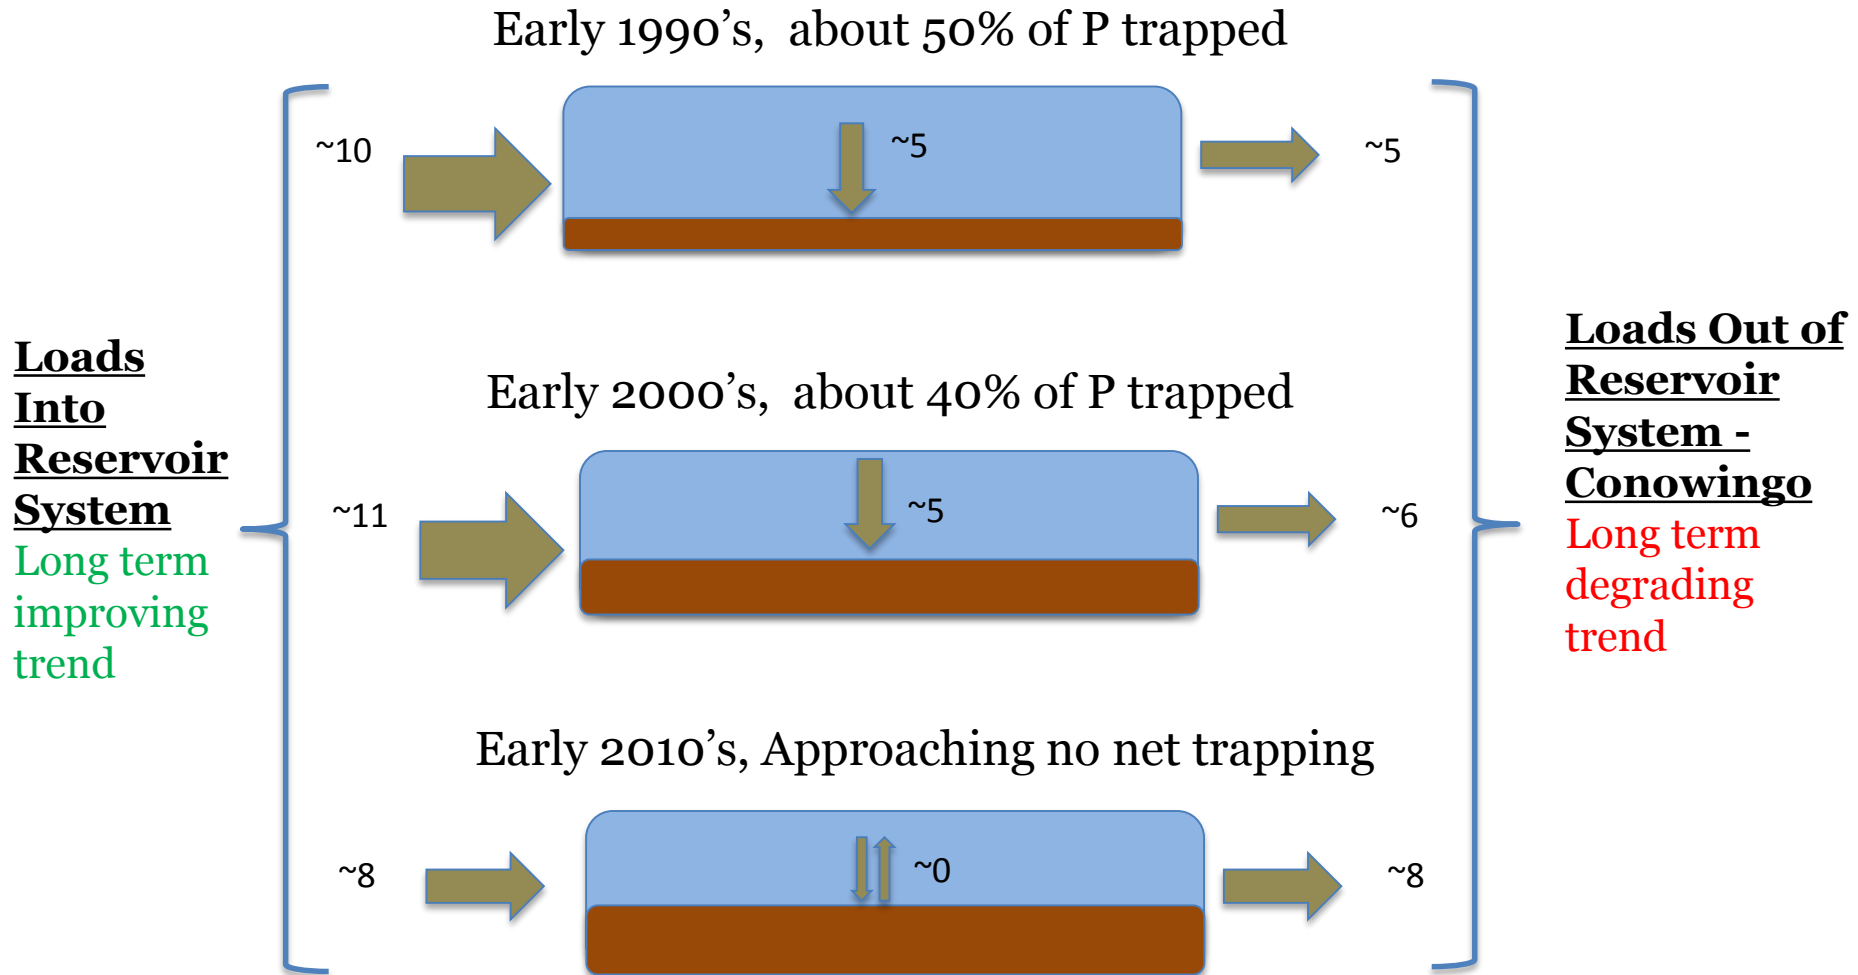 Early 1990’s,  about 50% of P trapped
~10
~5
~5
Loads
Into
Reservoir
System
Long term
improving
trend
Early 2000’s,  about 40% of P trapped
~11
~5
~6
Loads Out of
Reservoir
System -
Conowingo
Long term
degrading
trend
Early 2010’s, Approaching no net trapping
~8
~0
~8